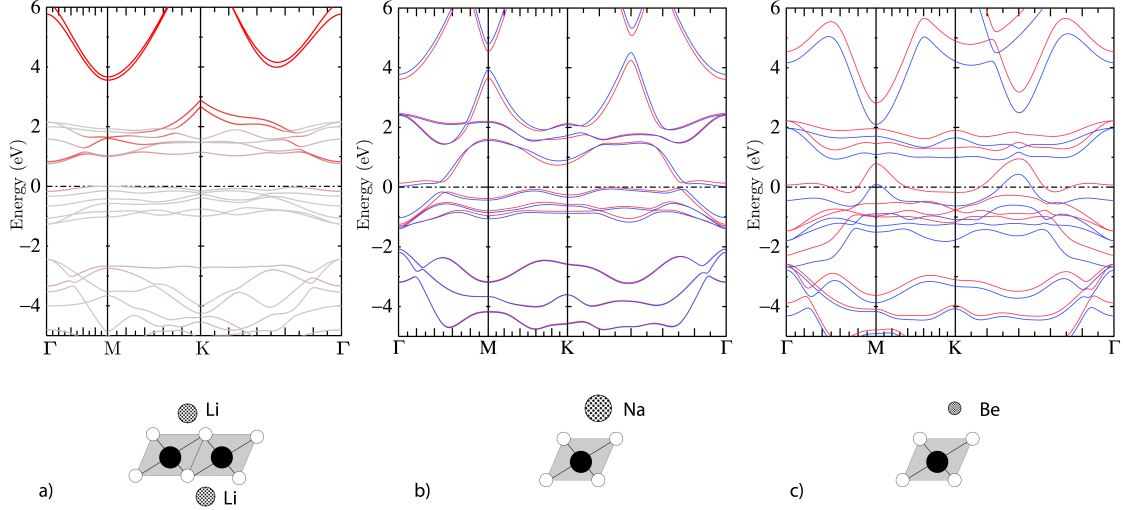 6 6 6
4 4 4
2 2 2
0 0 0
−2 −2 −2
−4 −4 −4
Energy (eV) Energy (eV) Energy (eV)
Γ M K Γ Γ M K Γ Γ M K Γ
Li Na Be
a) Li b) c)